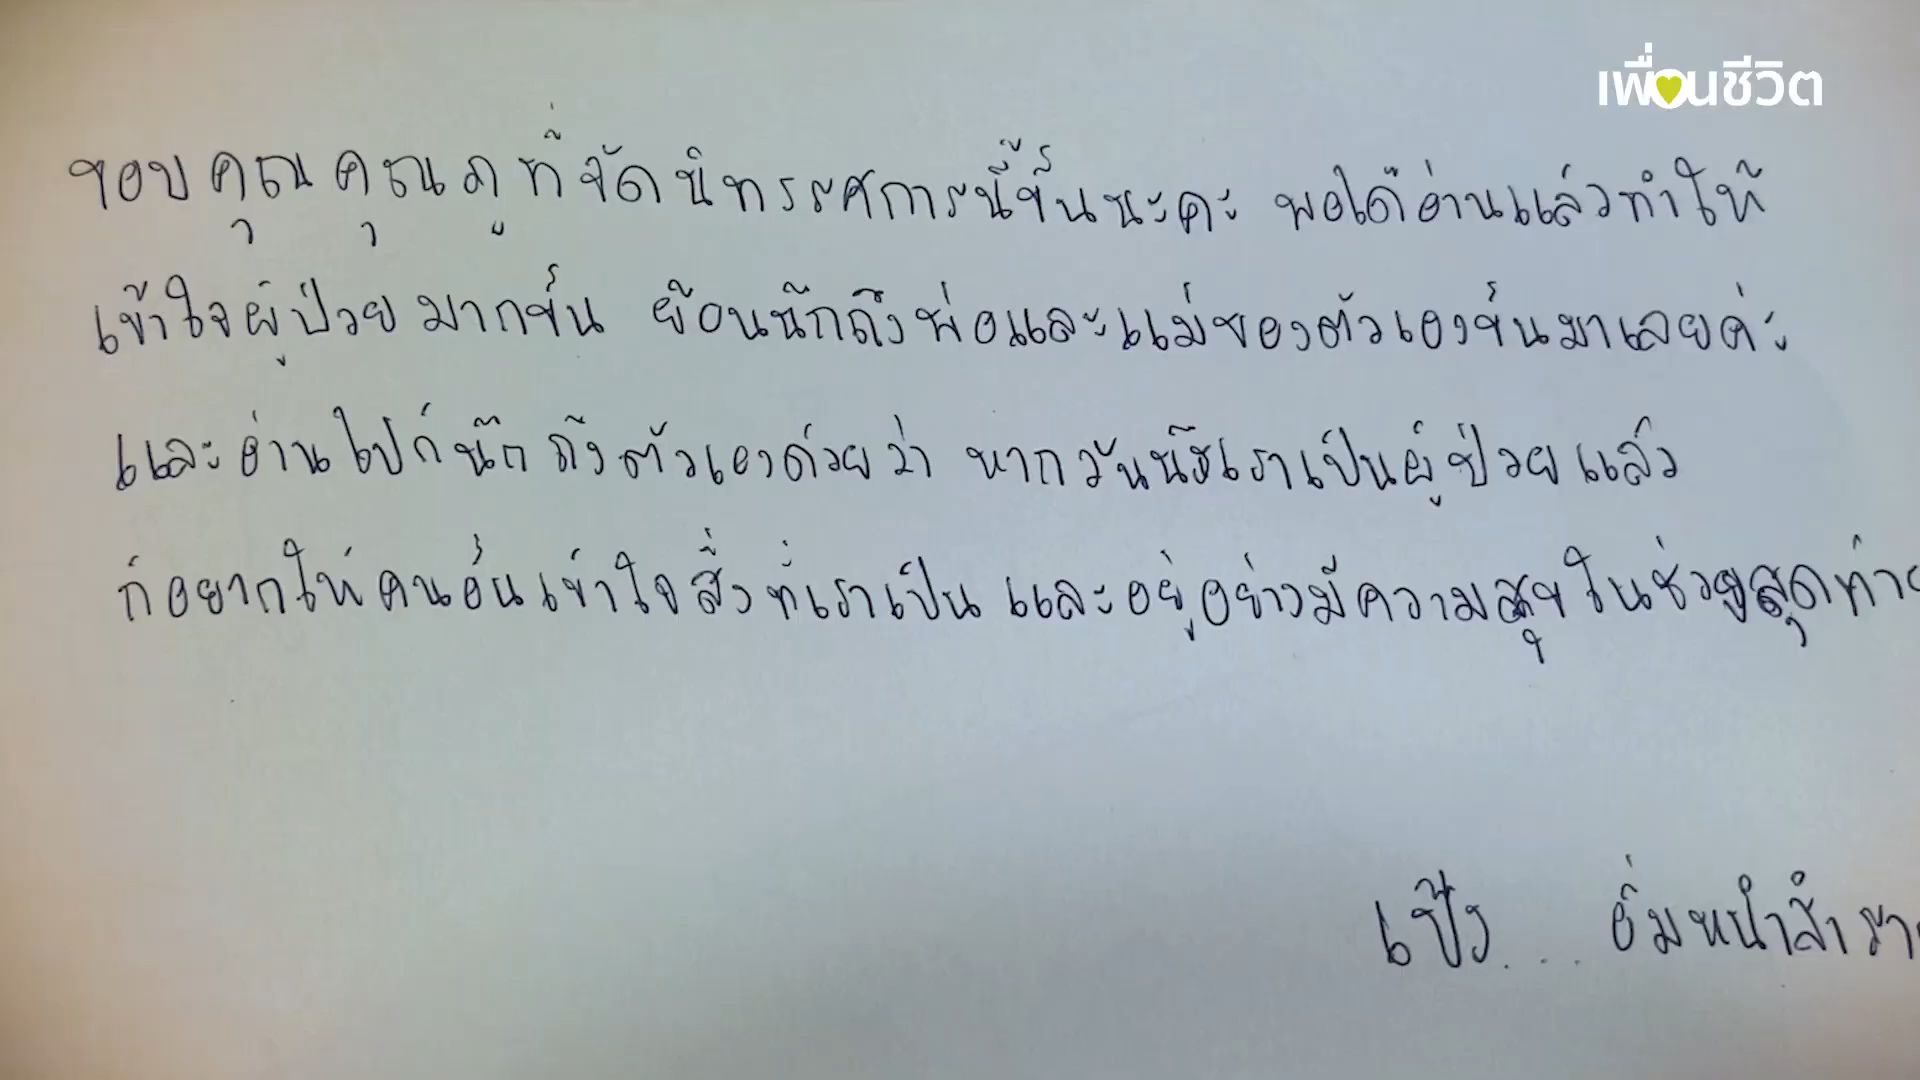 เพื่อนชีวิต
ขอบคุณคุณภูที่จัดนิทรรศการนี้ขึ้นนะคะ พอได้อ่านแล้วทำให้
เข้าใจผู้ป่วยมากขึ้น ย้อนนึกถึงพ่อและแม่ของตัวเองขึ้นมาเลยค่ะ
และอ่านไปก็นึกถึงตัวเองด้วยว่า หากวันนึงเราเป็นผู้ป่วยแล้ว
ก็อยากให้คนอื่นเข้าใจสิ่งที่เราเป็น และอยู่อย่างมีความสุขในช่วงสุดท้าย
เป๊ง... อิ่มหนำสำรา